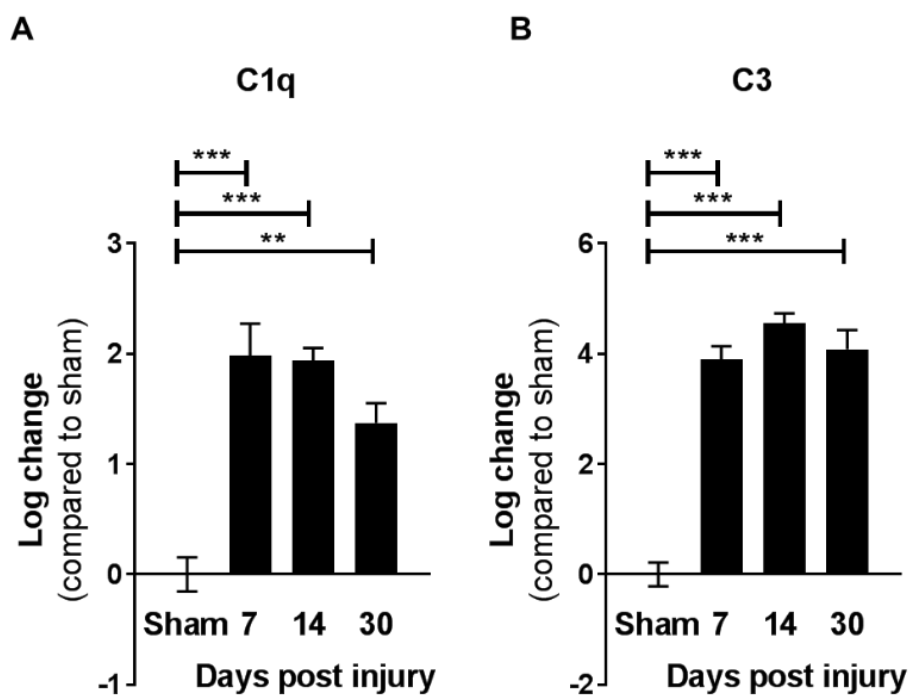 A
C1q
***
***
**
3
2
1
0
-1
Log change
(compared to sham)
Sham 7 14 30
Days post injury
B
C3
***
***
***
6
4
2
0
-2
Log change
(compared to sham)
Sham 7 14 30
Days post injury